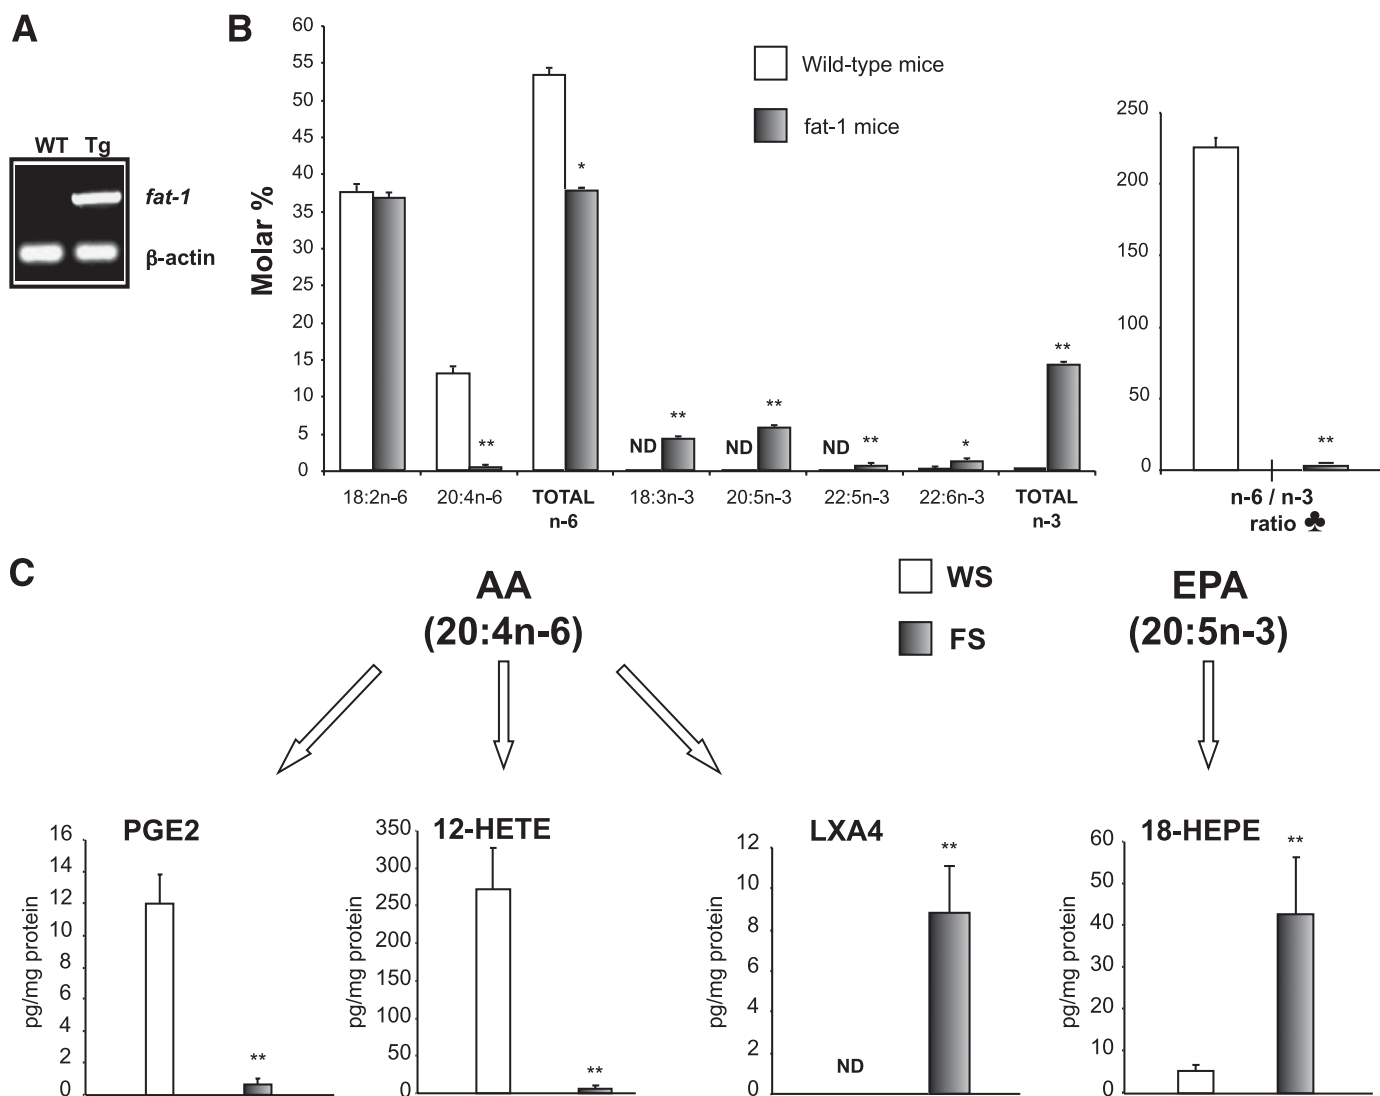 A
WT Tg
fat-1
β-actin
B
60
55
50
45
40
35
30
25
20
15
10
5
0
Molar %
Wild-type mice
fat-1 mice
*
**
ND
**
ND
**
ND
**
*
**
18:2n-6 20:4n-6 TOTAL 18:3n-3 20:5n-3 22:5n-3 22:6n-3 TOTAL
n-6 n-3
250
200
150
100
50
0
**
n-6 / n-3
ratio ♣
C
AA
(20:4n-6)
WS
FS
EPA
(20:5n-3)
PGE2
16
14
12
10
8
6
4
2
0
pg/mg protein
**
12-HETE
350
300
250
200
150
100
50
0
pg/mg protein
**
LXA4
12
10
8
6
4
2
0
pg/mg protein
ND
**
18-HEPE
60
50
40
30
20
10
0
pg/mg protein
**